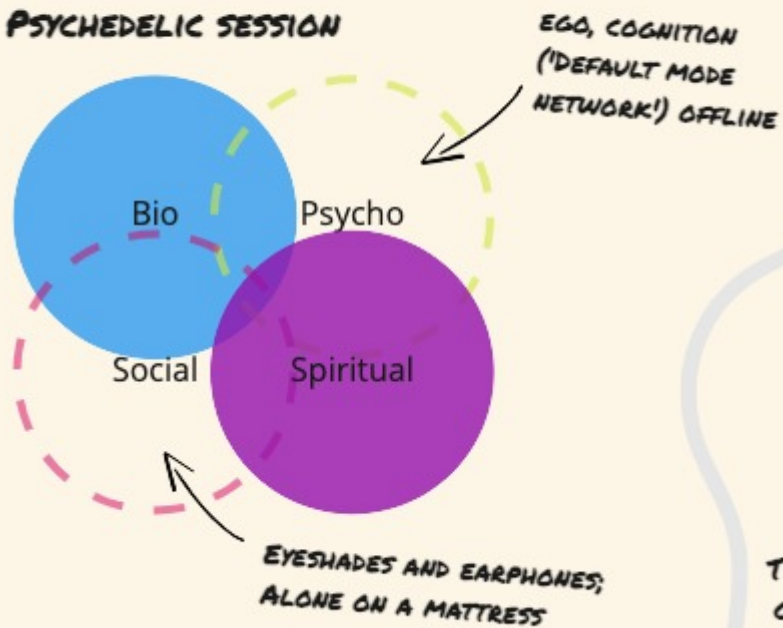 PSYCHEDELIC SESSION
EGO, COGNITION
('DEFAULT MODE
NETWORK') OFFLINE
Bio
Psycho
Social
Spiritual
EYESHADES AND EARPHONES;
ALONE ON A MATTRESS